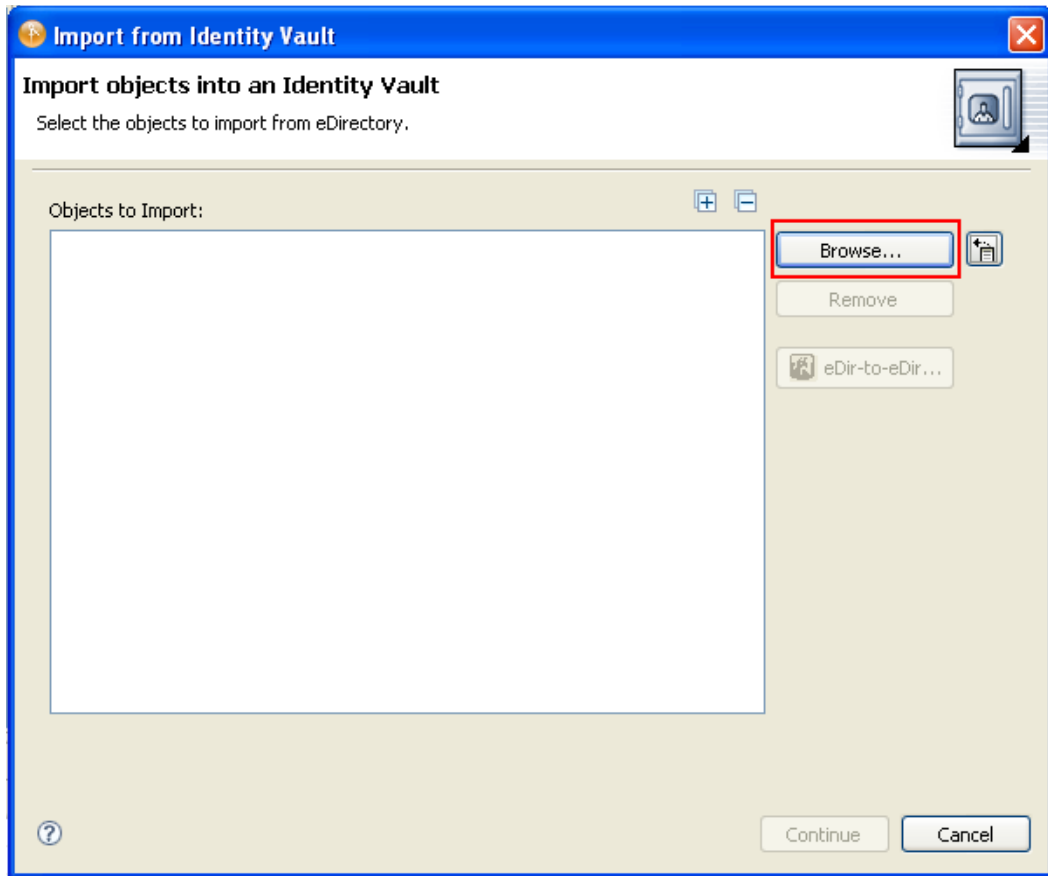 Import from Identity Vault
Import objects into an Identity Vault
Select the objects to import from eDirectory.
Objects to Import:
Browse...
Remove
eDir-to-eDir...
Continue
Cancel